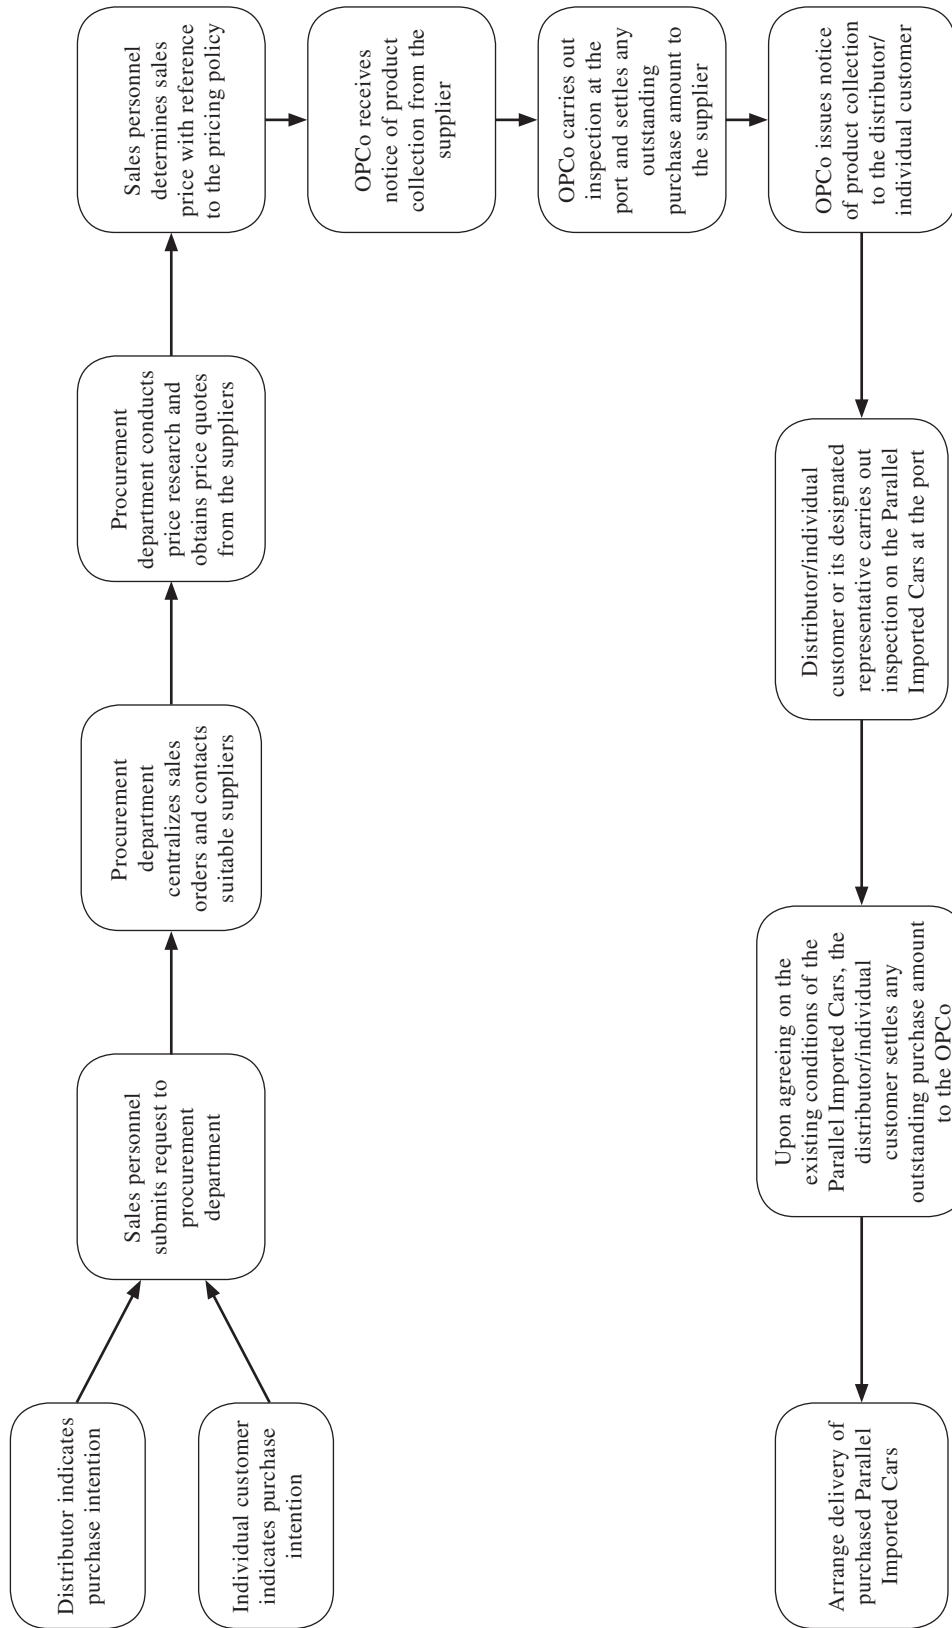 Distributor indicates
purchase intention
Individual customer
indicates purchase
intention
Sales personnel
submits request to
procurement
department
Procurement
department
centralizes sales
orders and contacts
suitable suppliers
Procurement
department conducts
price research and
obtains price quotes
from the suppliers
Sales personnel
determines sales
price with reference
to the pricing policy
OPCo receives
notice of product
collection from the
supplier
OPCo carries out
inspection at the
port and settles any
outstanding
purchase amount to
the supplier
OPCo issues notice
of product collection
to the distributor/
individual customer
Distributor/individual
customer or its designated
representative carries out
inspection on the Parallel
Imported Cars at the port
Upon agreeing on the
existing conditions of the
Parallel Imported Cars, the
distributor/individual
customer settles any
outstanding purchase amount
to the OPCo
Arrange delivery of
purchased Parallel
Imported Cars